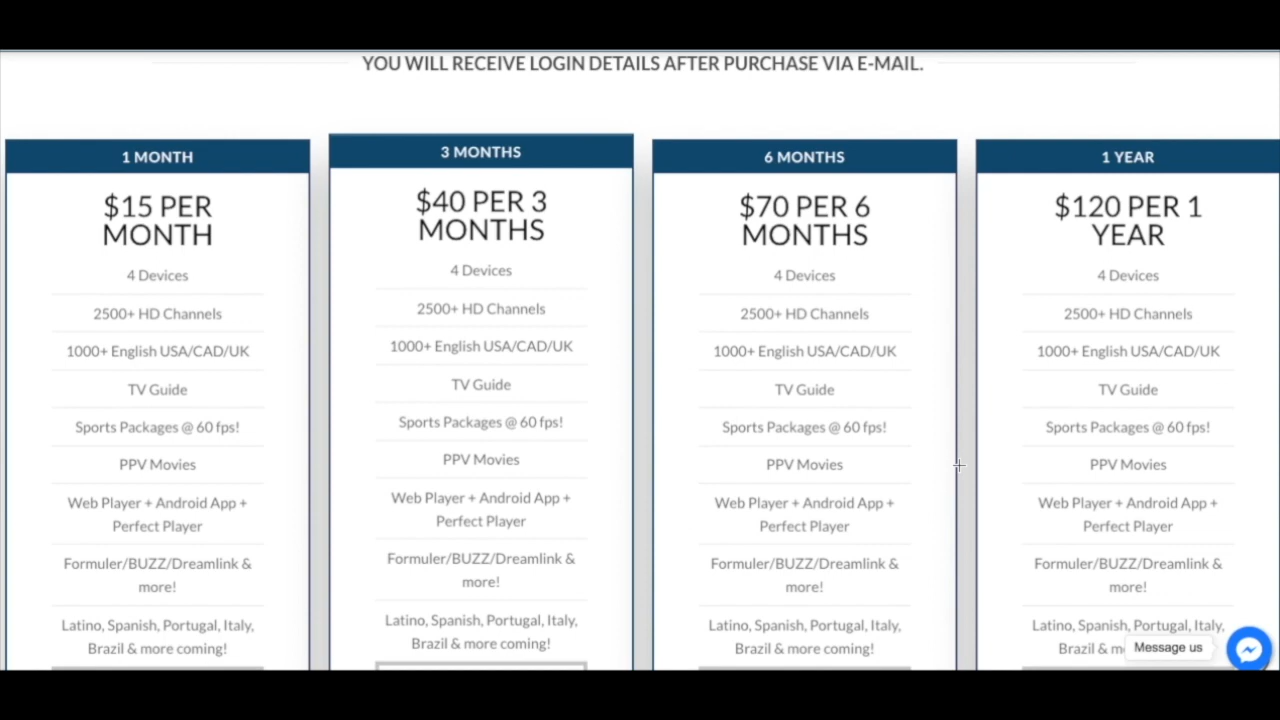 YOU WILL RECEIVE LOGIN DETAILS AFTER PURCHASE VIA E-MAIL.
1 MONTH
$15 PER
MONTH
4 Devices
2500+ HD Channels
1000+ English USA/CAD/UK
TV Guide
Sports Packages @ 60 fps!
PPV Movies
Web Player + Android App +
Perfect Player
Formuler/BUZZ/Dreamlink &
more!
Latino, Spanish, Portugal, Italy,
Brazil & more coming!
3 MONTHS
$40 PER 3
MONTHS
4 Devices
2500+ HD Channels
1000+ English USA/CAD/UK
TV Guide
Sports Packages @ 60 fps!
PPV Movies
Web Player + Android App +
Perfect Player
Formuler/BUZZ/Dreamlink &
more!
Latino, Spanish, Portugal, Italy,
Brazil & more coming!
6 MONTHS
$70 PER 6
MONTHS
4 Devices
2500+ HD Channels
1000+ English USA/CAD/UK
TV Guide
Sports Packages @ 60 fps!
PPV Movies
Web Player + Android App +
Perfect Player
Formuler/BUZZ/Dreamlink &
more!
Latino, Spanish, Portugal, Italy,
Brazil & more coming!
1 YEAR
$120 PER 1
YEAR
4 Devices
2500+ HD Channels
1000+ English USA/CAD/UK
TV Guide
Sports Packages @ 60 fps!
PPV Movies
Web Player + Android App +
Perfect Player
Formuler/BUZZ/Dreamlink &
more!
Latino, Spanish, Portugal, Italy,
Brazil &
Message us